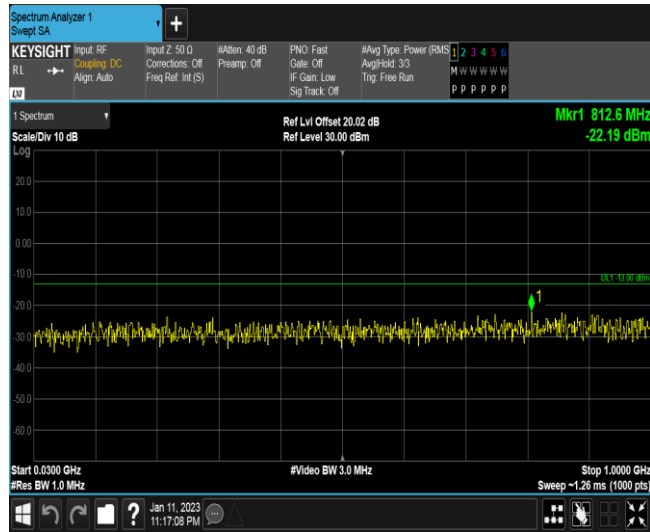 Spectrum Analyzer 1
Swept SA
KEYSIGHT
RL
LXI
Input: RF
Coupling: DC
Align: Auto
Input Z: 50 Ω
Corrections: Off
Freq Ref: Int (S)
#Atten: 40 dB
Preamp: Off
PNO: Fast
Gate: Off
IF Gain: Low
Sig Track: Off
#Avg Type: Power (RMS
Avg|Hold: 3/3
Trig: Free Run
1 2 3 4 5 6
M W W W W W
P P P P P P
1 Spectrum
Scale/Div 10 dB
Log
Ref Lvl Offset 20.02 dB
Ref Level 30.00 dBm
Mkr1 812.6 MHz
-22.19 dBm
20.0
10.0
0.00
-10.0
DL1 -13.00 dBm
1
-20.0
-30.0
-40.0
-50.0
-60.0
Start 0.0300 GHz
#Res BW 1.0 MHz
#Video BW 3.0 MHz
Stop 1.0000 GHz
Sweep ~1.26 ms (1000 pts)
?
Jan 11, 2023
11:17:08 PM